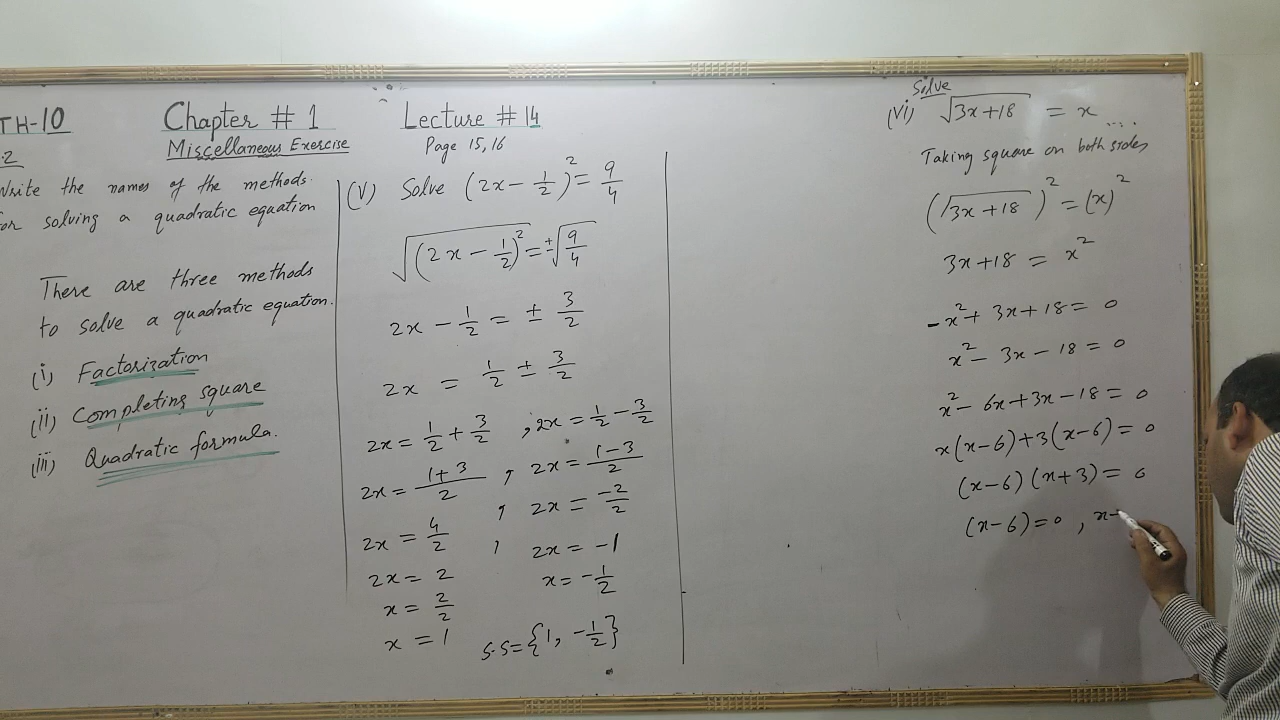 TH-10 Chapter # 1 Lecture # 14
Miscellaneous Exercise Page 15, 16
.2
Write the names of the methods
for solving a quadratic equation
There are three methods
to solve a quadratic equation.
(i) Factorization
(ii) Completing square
(iii) Quadratic formula.
(V) Solve (2x - 1/2)² = 9/4
√(2x - 1/2)² = ±√9/4
2x - 1/2 = ± 3/2
2x = 1/2 ± 3/2
2x = 1/2 + 3/2 , 2x = 1/2 - 3/2
2x = 1+3/2 , 2x = 1-3/2
2x = 4/2 , 2x = -2/2
2x = 2 , 2x = -1
x = 2/2 x = -1/2
x = 1 S.S = {1, -1/2}
Solve
(Vi) √3x+18 = x
Taking square on both sides
(√3x+18)² = (x)²
3x+18 = x²
-x² + 3x + 18 = 0
x² - 3x - 18 = 0
x² - 6x + 3x - 18 = 0
x(x-6)+3(x-6) = 0
(x-6)(x+3) = 0
(x-6) = 0 , x